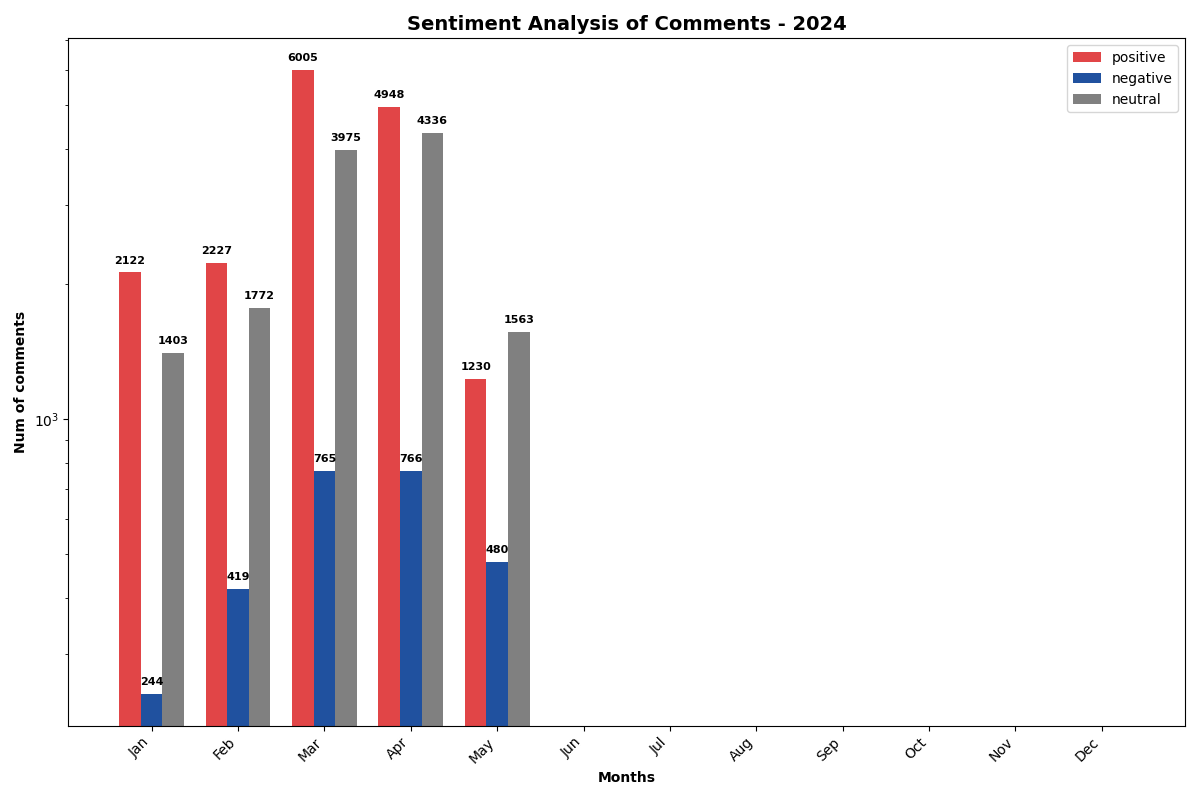 Sentiment Analysis of Comments - 2024
positive
negative
neutral
6005
4948
4336
3975
2122
2227
1772
1403
1230
1563
765
766
480
419
244
Num of comments
10³
Jan
Feb
Mar
Apr
May
Jun
Jul
Aug
Sep
Oct
Nov
Dec
Months